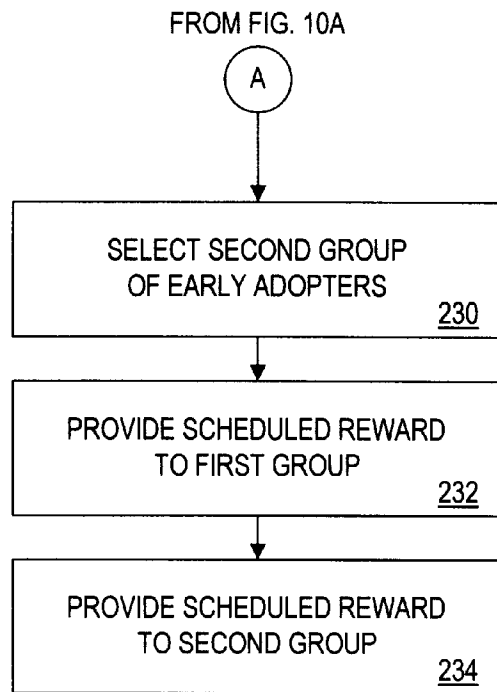 FROM FIG. 10A
A
SELECT SECOND GROUP
OF EARLY ADOPTERS
230
PROVIDE SCHEDULED REWARD
TO FIRST GROUP
232
PROVIDE SCHEDULED REWARD
TO SECOND GROUP
234